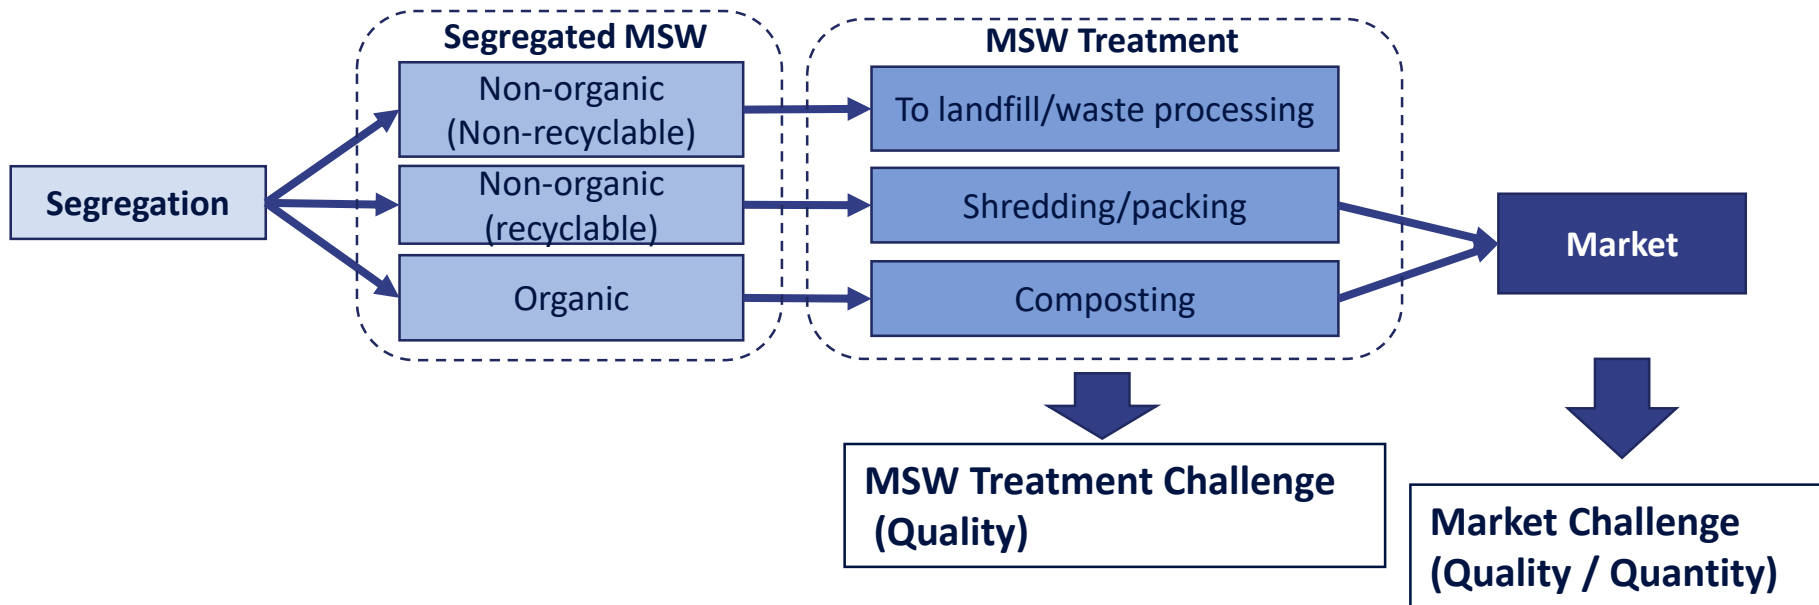 Segregated MSW
MSW Treatment
Non-organic
(Non-recyclable)
To landfill/waste processing
Segregation
Non-organic
(recyclable)
Shredding/packing
Market
Organic
Composting
MSW Treatment Challenge
(Quality)
Market Challenge
(Quality / Quantity)